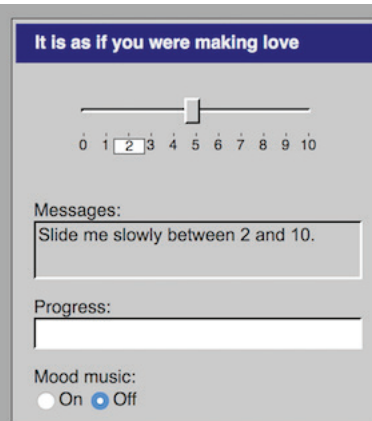 It is as if you were making love
0 1 2 3 4 5 6 7 8 9 10
Messages:
Slide me slowly between 2 and 10.
Progress:
Mood music:
On Off